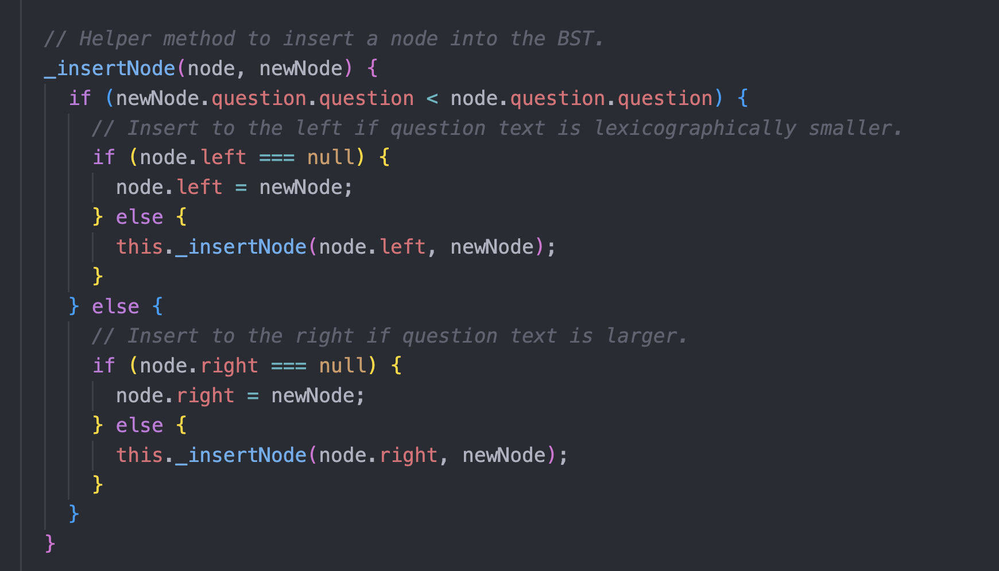 // Helper method to insert a node into the BST.
_insertNode(node, newNode) {
if (newNode.question.question < node.question.question) {
// Insert to the left if question text is lexicographically smaller.
if (node.left === null) {
node.left = newNode;
} else {
this._insertNode(node.left, newNode);
}
} else {
// Insert to the right if question text is larger.
if (node.right === null) {
node.right = newNode;
} else {
this._insertNode(node.right, newNode);
}
}
}